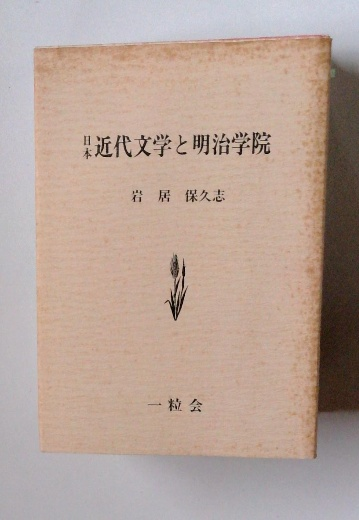 日本近代文学と明治学院
岩居 保久志
一粒会